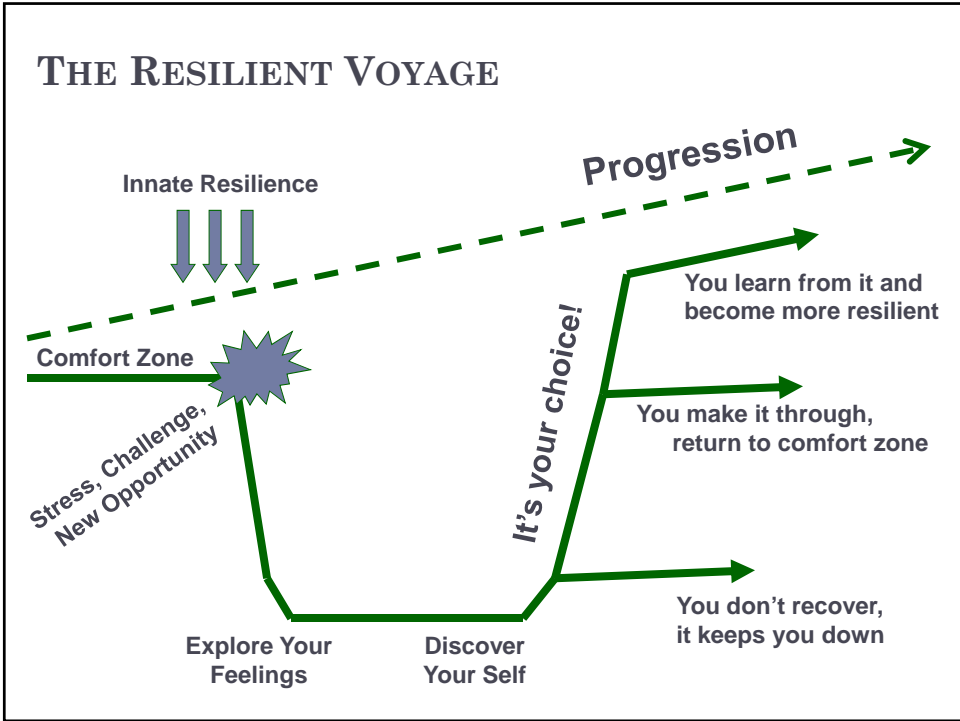 THE RESILIENT VOYAGE
Progression
Innate Resilience
Comfort Zone
Stress, Challenge,
New Opportunity
Explore Your
Feelings
Discover
Your Self
It's your choice!
You learn from it and
become more resilient
You make it through,
return to comfort zone
You don't recover,
it keeps you down